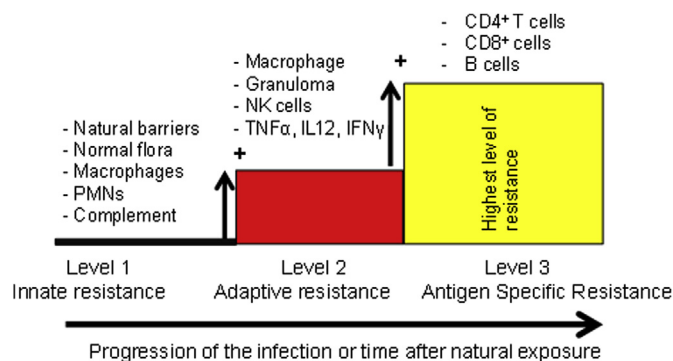 - CD4⁺ T cells
- CD8⁺ cells
- B cells
- Macrophage
- Granuloma
- NK cells
- TNFα, IL12, IFNγ
+
- Natural barriers
- Normal flora
- Macrophages
- PMNs
- Complement
+
Highest level of
resistance
Level 1
Innate resistance
Level 2
Adaptive resistance
Level 3
Antigen Specific Resistance
Progression of the infection or time after natural exposure